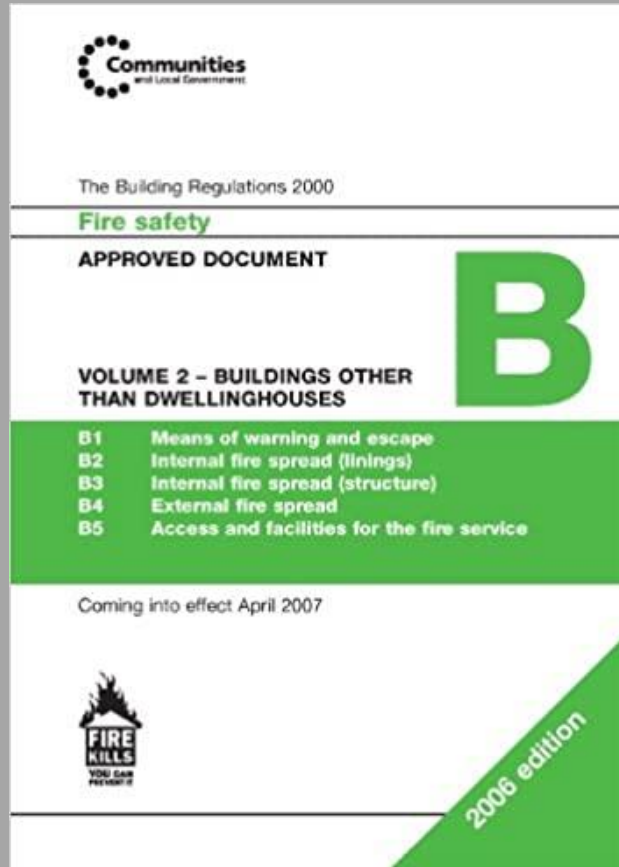 Communities
and Local Government
The Building Regulations 2000
Fire safety
APPROVED DOCUMENT
B
VOLUME 2 – BUILDINGS OTHER
THAN DWELLINGHOUSES
B1 Means of warning and escape
B2 Internal fire spread (linings)
B3 Internal fire spread (structure)
B4 External fire spread
B5 Access and facilities for the fire service
Coming into effect April 2007
FIRE
KILLS
YOU CAN
PREVENT IT
2006 edition